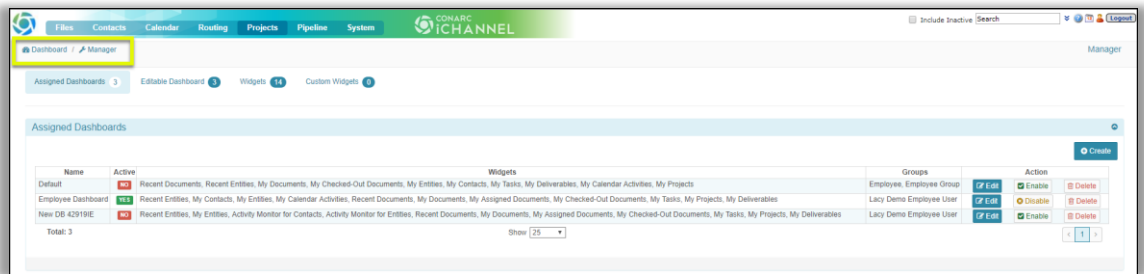 Files Contacts Calendar Routing Projects Pipeline System CONARC iCHANNEL Include Inactive Search Logout
Dashboard / Manager Manager
Assigned Dashboards 3 Editable Dashboard 3 Widgets 14 Custom Widgets 0
Assigned Dashboards
Create
Name Active Widgets Groups Action
Default NO Recent Documents, Recent Entities, My Documents, My Checked-Out Documents, My Entities, My Contacts, My Tasks, My Deliverables, My Calendar Activities, My Projects Employee, Employee Group Edit Enable Delete
Employee Dashboard YES Recent Entities, My Contacts, My Entities, My Calendar Activities, Recent Documents, My Documents, My Assigned Documents, My Checked-Out Documents, My Tasks, My Projects, My Deliverables Lacy Demo Employee User Edit Disable Delete
New DB 42919IE NO Recent Entities, My Entities, Activity Monitor for Contacts, Activity Monitor for Entities, Recent Documents, My Documents, My Assigned Documents, My Checked-Out Documents, My Tasks, My Projects, My Deliverables Lacy Demo Employee User Edit Enable Delete
Total: 3 Show 25 < 1 >